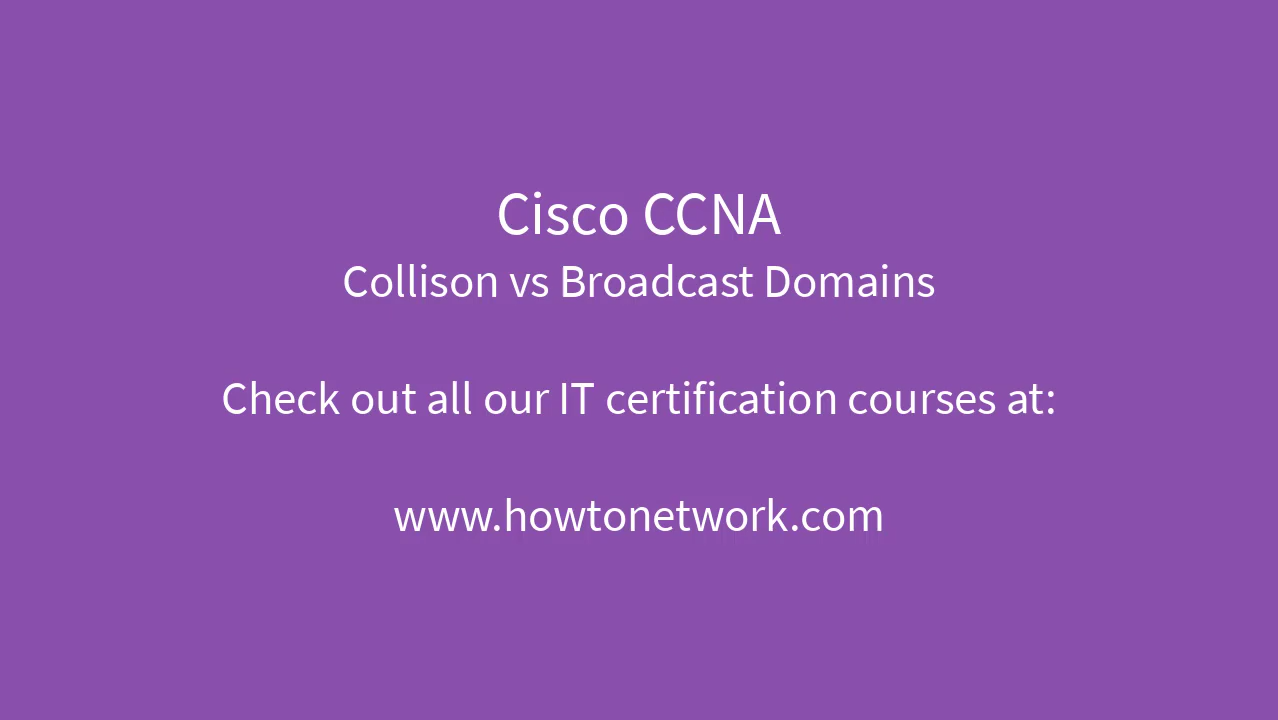 Cisco CCNA
Collison vs Broadcast Domains
Check out all our IT certification courses at:
www.howtonetwork.com